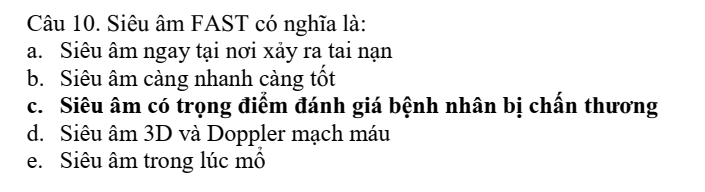 Câu 10. Siêu âm FAST có nghĩa là:
a. Siêu âm ngay tại nơi xảy ra tai nạn
b. Siêu âm càng nhanh càng tốt
c. Siêu âm có trọng điểm đánh giá bệnh nhân bị chấn thương
d. Siêu âm 3D và Doppler mạch máu
e. Siêu âm trong lúc mổ